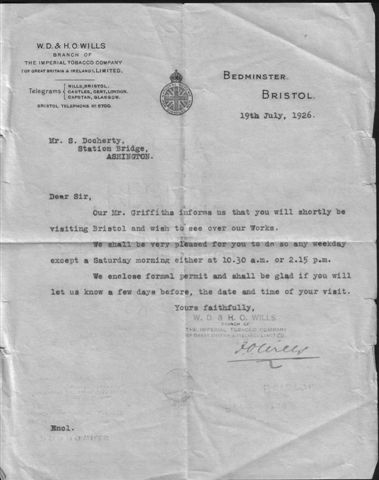 W. D. & H. O. WILLS
BRANCH OF
THE IMPERIAL TOBACCO COMPANY
(OF GREAT BRITAIN & IRELAND), LIMITED.
Telegrams
WILLS, BRISTOL.
CASTLES, CENT, LONDON.
CAPSTAN, GLASGOW.
BRISTOL TELEPHONE Nº 6700.
BEDMINSTER.
BRISTOL.
19th July, 1926.
Mr. S. Docherty,
Station Bridge,
ASHINGTON.
Dear Sir,
Our Mr. Griffiths informs us that you will shortly be
visiting Bristol and wish to see over our Works.
We shall be very pleased for you to do so any weekday
except a Saturday morning either at 10.30 a.m. or 2.15 p.m.
We enclose formal permit and shall be glad if you will
let us know a few days before, the date and time of your visit.
Yours faithfully,
W. D. & H. O. WILLS
BRANCH OF
THE IMPERIAL TOBACCO COMPANY
(OF GREAT BRITAIN & IRELAND) LIMITED.
Encl.